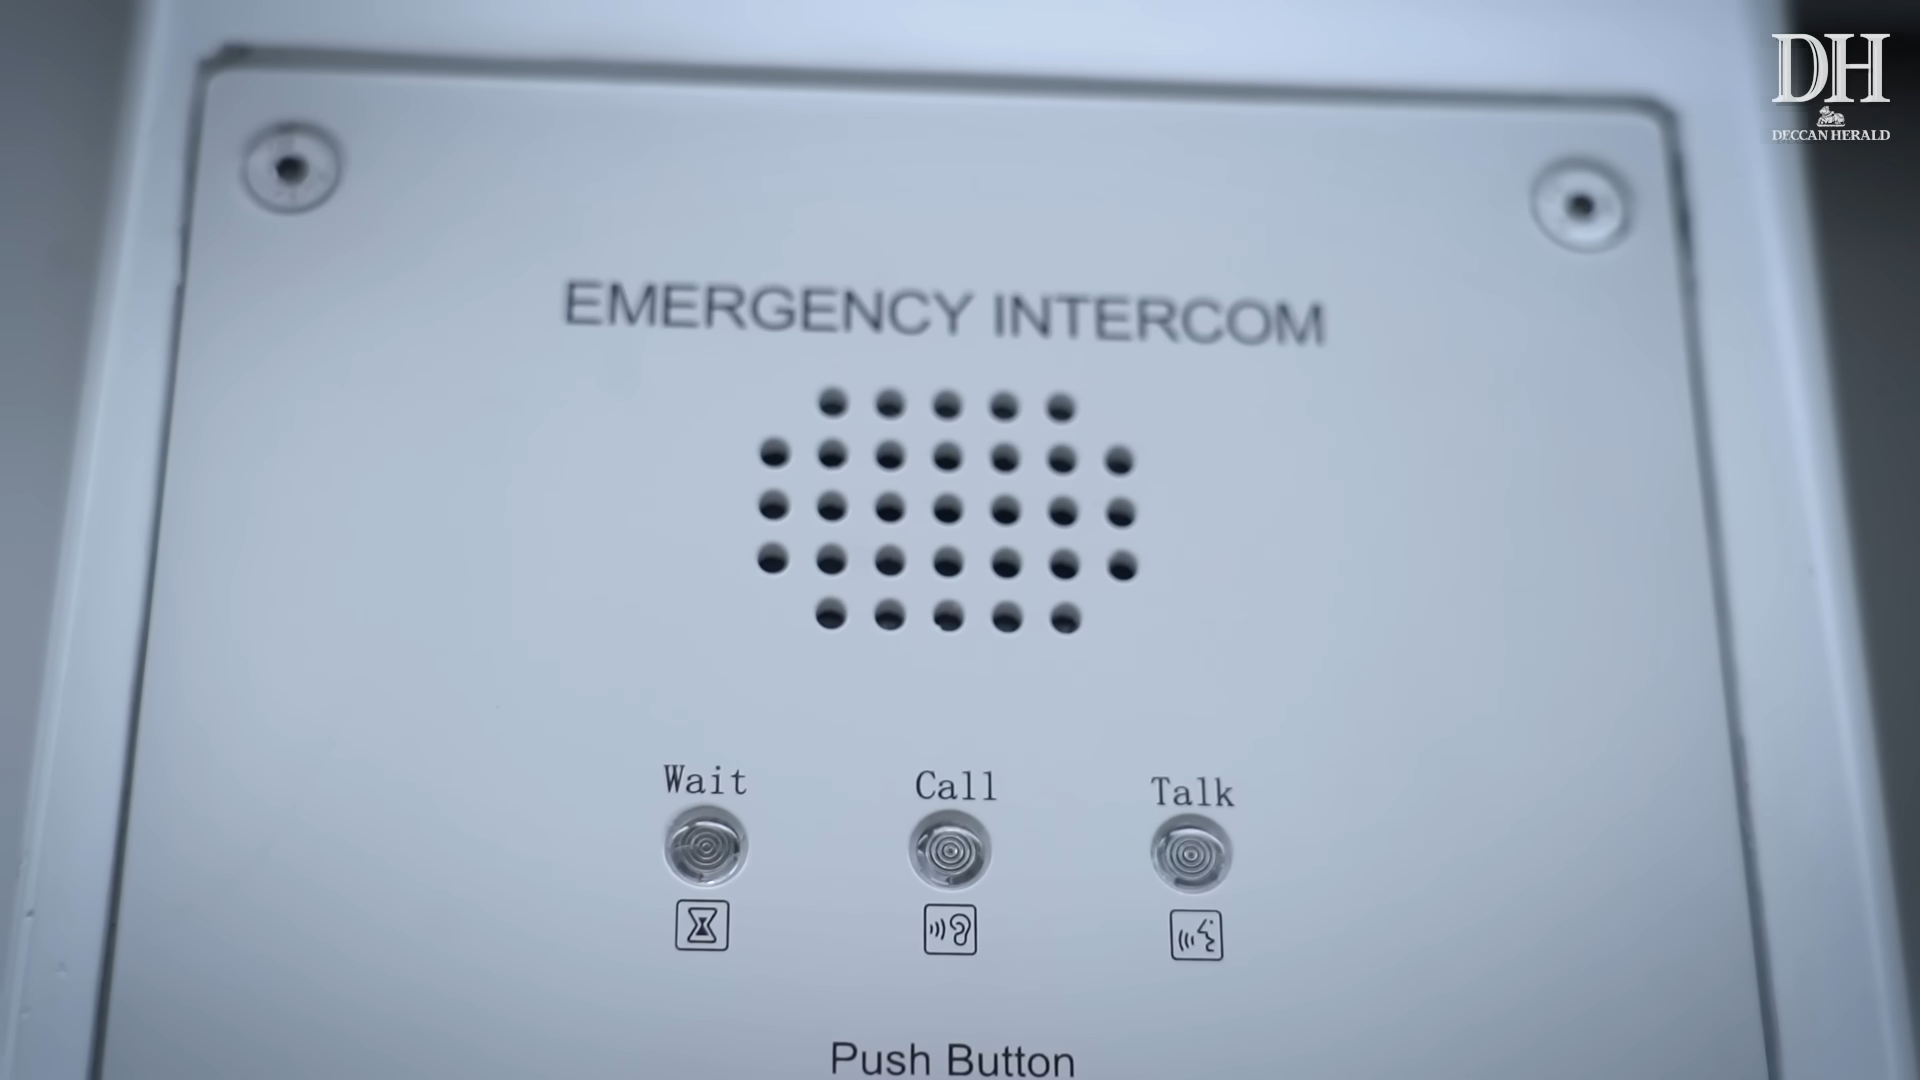 DH
DECCAN HERALD
EMERGENCY INTERCOM
Wait
Call
Talk
Push Button